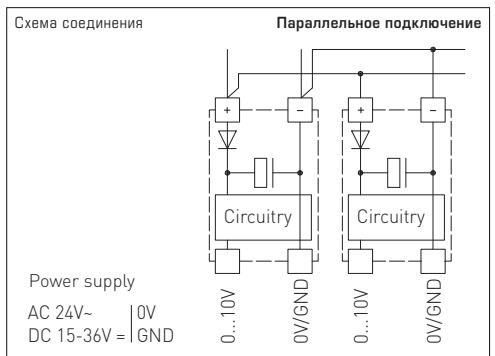 Схема соединения
Параллельное подключение
+ − + −
Circuitry Circuitry
Power supply
AC 24V~ 0V
DC 15-36V = GND
0...10V
0V/GND
0...10V
0V/GND